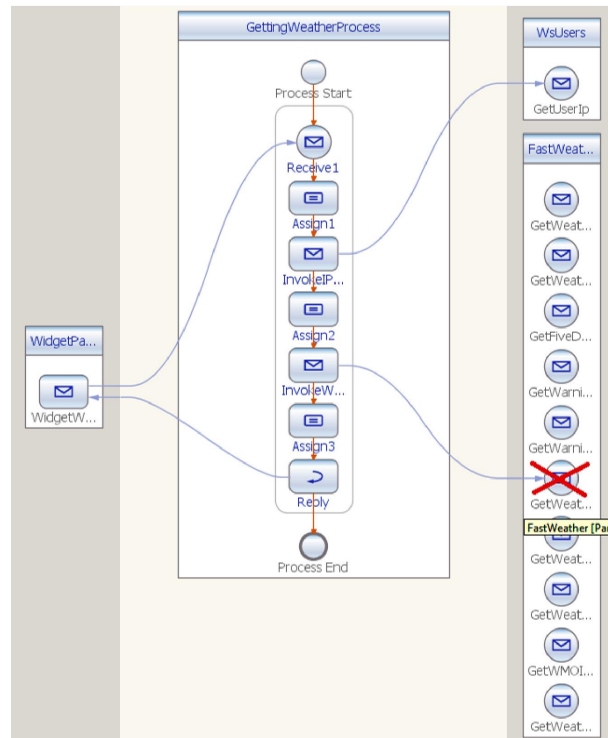 GettingWeatherProcess
Process Start
Receive1
Assign1
InvokeIP...
Assign2
InvokeW...
Assign3
Reply
Process End
WidgetPa...
WidgetW...
WsUsers
GetUserIp
FastWeat...
GetWeat...
GetWeat...
GetFiveD...
GetWarni...
GetWarni...
GetWeat...
FastWeather [Pa
GetWeat...
GetWeat...
GetWMOI...
GetWeat...